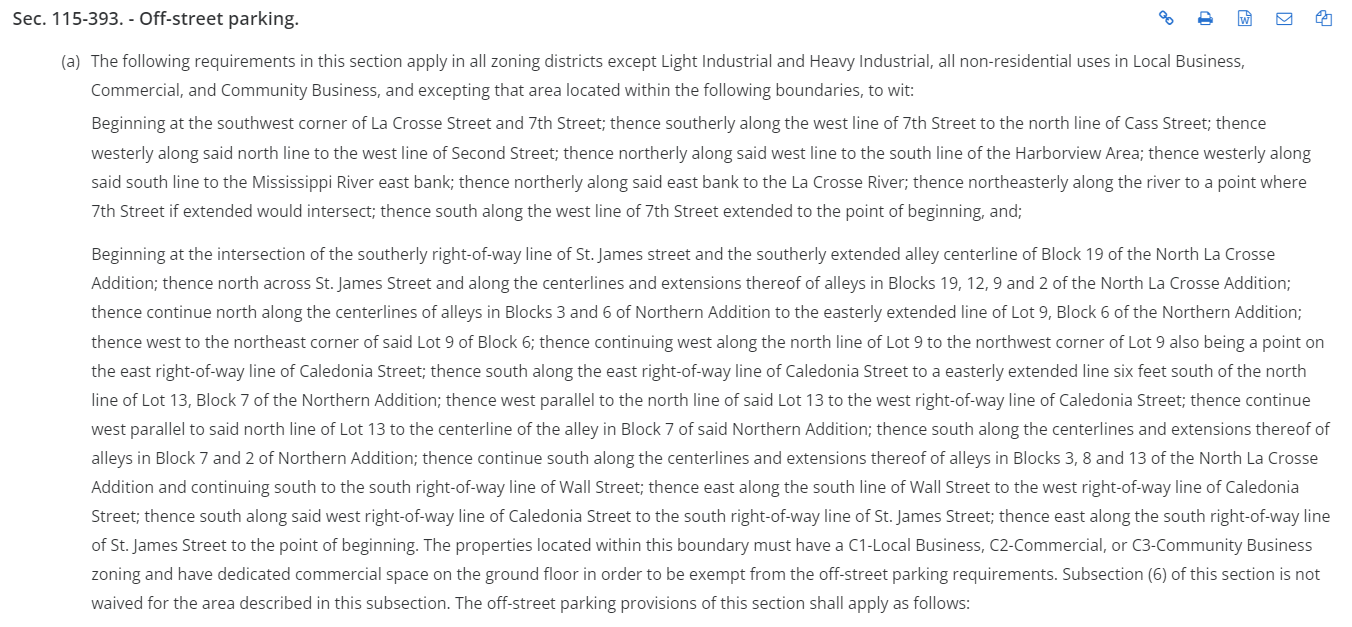 Sec. 115-393. - Off-street parking.
(a) The following requirements in this section apply in all zoning districts except Light Industrial and Heavy Industrial, all non-residential uses in Local Business,
Commercial, and Community Business, and excepting that area located within the following boundaries, to wit:
Beginning at the southwest corner of La Crosse Street and 7th Street; thence southerly along the west line of 7th Street to the north line of Cass Street; thence
westerly along said north line to the west line of Second Street; thence northerly along said west line to the south line of the Harborview Area; thence westerly along
said south line to the Mississippi River east bank; thence northerly along said east bank to the La Crosse River; thence northeasterly along the river to a point where
7th Street if extended would intersect; thence south along the west line of 7th Street extended to the point of beginning, and;
Beginning at the intersection of the southerly right-of-way line of St. James street and the southerly extended alley centerline of Block 19 of the North La Crosse
Addition; thence north across St. James Street and along the centerlines and extensions thereof of alleys in Blocks 19, 12, 9 and 2 of the North La Crosse Addition;
thence continue north along the centerlines of alleys in Blocks 3 and 6 of Northern Addition to the easterly extended line of Lot 9, Block 6 of the Northern Addition;
thence west to the northeast corner of said Lot 9 of Block 6; thence continuing west along the north line of Lot 9 to the northwest corner of Lot 9 also being a point on
the east right-of-way line of Caledonia Street; thence south along the east right-of-way line of Caledonia Street to a easterly extended line six feet south of the north
line of Lot 13, Block 7 of the Northern Addition; thence west parallel to the north line of said Lot 13 to the west right-of-way line of Caledonia Street; thence continue
west parallel to said north line of Lot 13 to the centerline of the alley in Block 7 of said Northern Addition; thence south along the centerlines and extensions thereof of
alleys in Block 7 and 2 of Northern Addition; thence continue south along the centerlines and extensions thereof of alleys in Blocks 3, 8 and 13 of the North La Crosse
Addition and continuing south to the south right-of-way line of Wall Street; thence east along the south line of Wall Street to the west right-of-way line of Caledonia
Street; thence south along said west right-of-way line of Caledonia Street to the south right-of-way line of St. James Street; thence east along the south right-of-way line
of St. James Street to the point of beginning. The properties located within this boundary must have a C1-Local Business, C2-Commercial, or C3-Community Business
zoning and have dedicated commercial space on the ground floor in order to be exempt from the off-street parking requirements. Subsection (6) of this section is not
waived for the area described in this subsection. The off-street parking provisions of this section shall apply as follows: